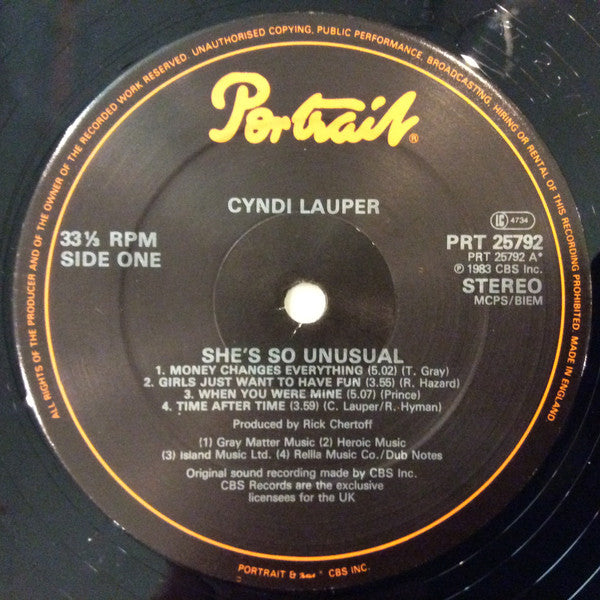 ALL RIGHTS OF THE PRODUCER AND OF THE OWNER OF THE RECORDED WORK RESERVED. UNAUTHORISED COPYING, PUBLIC PERFORMANCE, BROADCASTING, HIRING OR RENTAL OF THIS RECORDING PROHIBITED. MADE IN ENGLAND
Portrait®
CYNDI LAUPER
LC 4734
33⅓ RPM
SIDE ONE
PRT 25792
PRT 25792 A*
℗ 1983 CBS Inc.
STEREO
MCPS/BIEM
SHE'S SO UNUSUAL
1. MONEY CHANGES EVERYTHING (5.02) (T. Gray)
2. GIRLS JUST WANT TO HAVE FUN (3.55) (R. Hazard)
3. WHEN YOU WERE MINE (5.07) (Prince)
4. TIME AFTER TIME (3.59) (C. Lauper/R. Hyman)
Produced by Rick Chertoff
(1) Gray Matter Music (2) Heroic Music
(3) Island Music Ltd. (4) Rellla Music Co./Dub Notes
Original sound recording made by CBS Inc.
CBS Records are the exclusive
licensees for the UK
PORTRAIT & CBS INC.